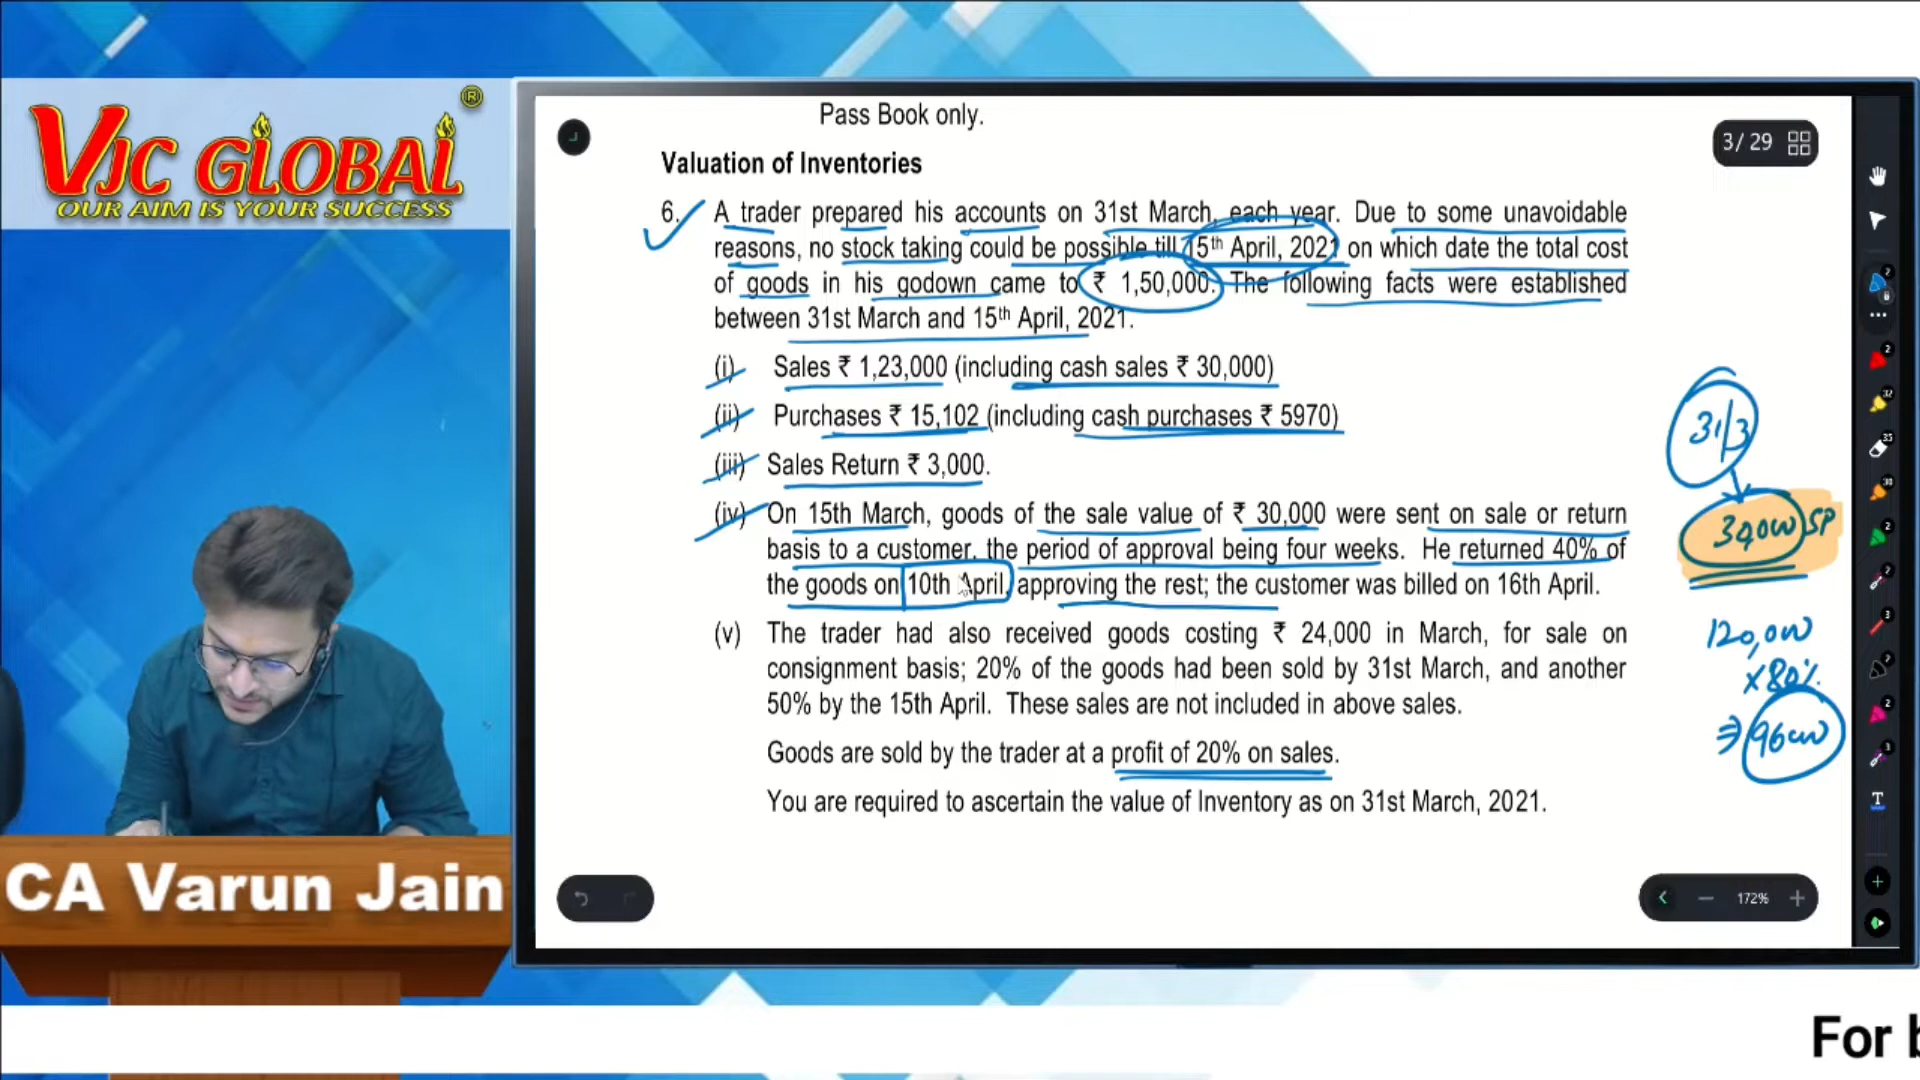 VJC GLOBAL ®
OUR AIM IS YOUR SUCCESS
CA Varun Jain
Pass Book only.
3/ 29
Valuation of Inventories
6. A trader prepared his accounts on 31st March, each year. Due to some unavoidable
reasons, no stock taking could be possible till 15th April, 2021 on which date the total cost
of goods in his godown came to ₹ 1,50,000. The following facts were established
between 31st March and 15th April, 2021.
(i) Sales ₹ 1,23,000 (including cash sales ₹ 30,000)
(ii) Purchases ₹ 15,102 (including cash purchases ₹ 5970)
(iii) Sales Return ₹ 3,000.
(iv) On 15th March, goods of the sale value of ₹ 30,000 were sent on sale or return
basis to a customer, the period of approval being four weeks. He returned 40% of
the goods on 10th April, approving the rest; the customer was billed on 16th April.
(v) The trader had also received goods costing ₹ 24,000 in March, for sale on
consignment basis; 20% of the goods had been sold by 31st March, and another
50% by the 15th April. These sales are not included in above sales.
Goods are sold by the trader at a profit of 20% on sales.
You are required to ascertain the value of Inventory as on 31st March, 2021.
31/3
30,000 SP
120,000
x80%
⇒ 96000
172%
T
For b